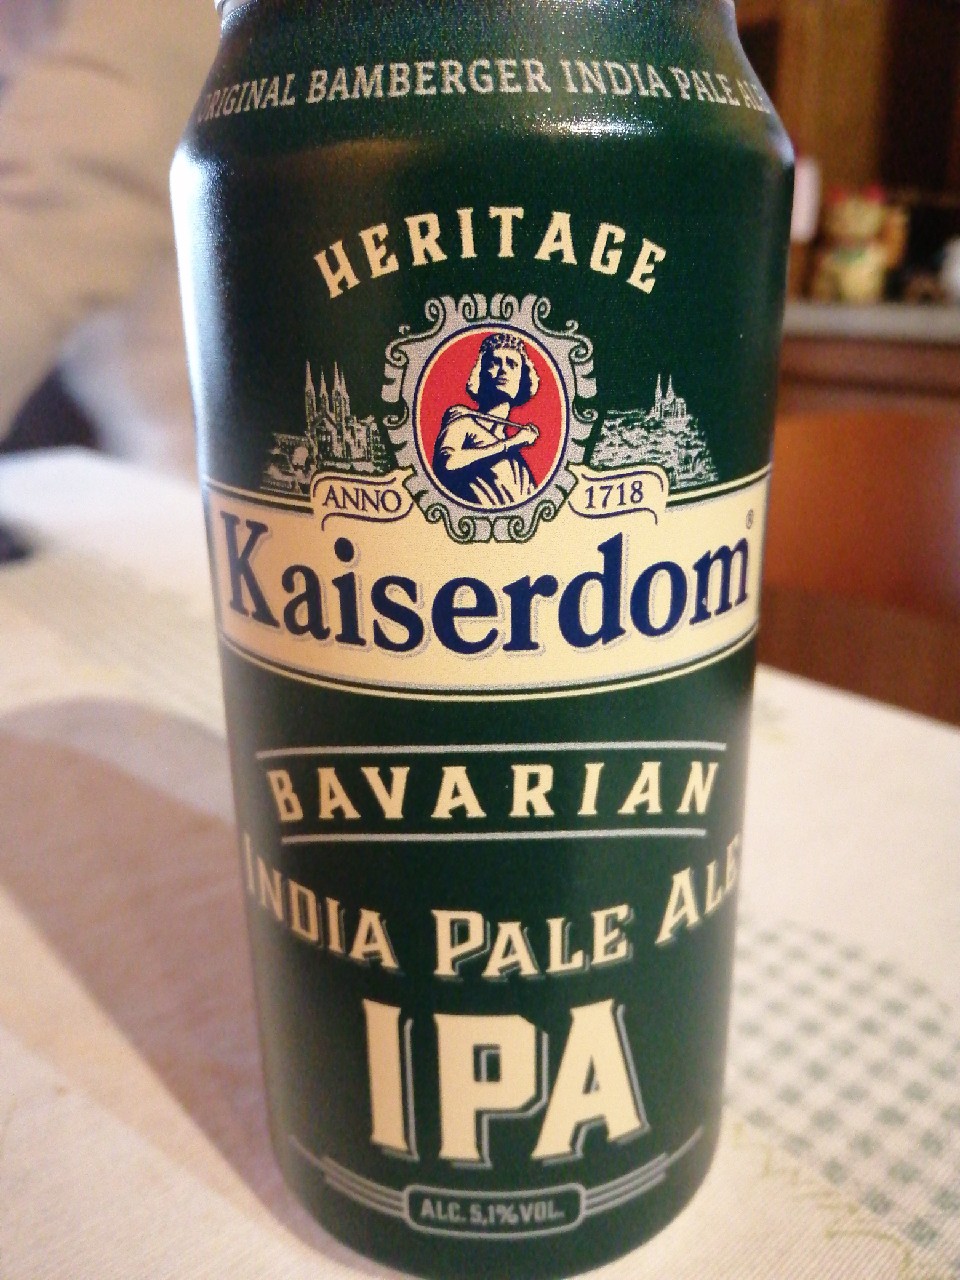 ORIGINAL BAMBERGER INDIA PALE ALE
HERITAGE
ANNO 1718
Kaiserdom®
BAVARIAN
INDIA PALE ALE
IPA
ALC. 5,1% VOL.